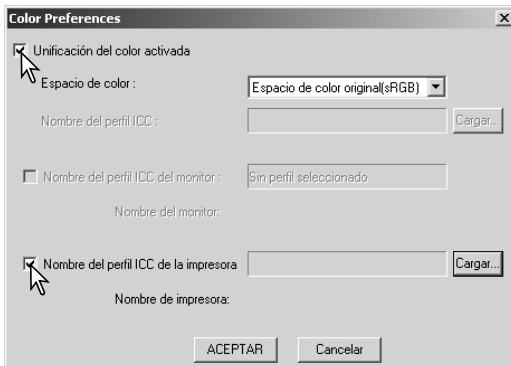 Color Preferences
Unificación del color activada
Espacio de color : Espacio de color original(sRGB)
Nombre del perfil ICC : Cargar...
Nombre del perfil ICC del monitor : Sin perfil seleccionado
Nombre del monitor:
Nombre del perfil ICC de la impresora Cargar...
Nombre de impresora:
ACEPTAR Cancelar